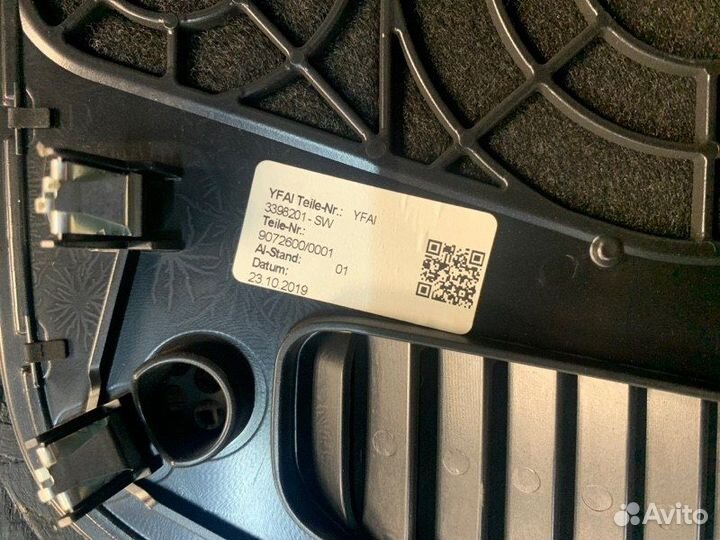 YFAI Teile-Nr.: YFAI
3398201-SW
Teile-Nr.:
9072600/0001
AI-Stand: 01
Datum:
23.10.2019
Avito